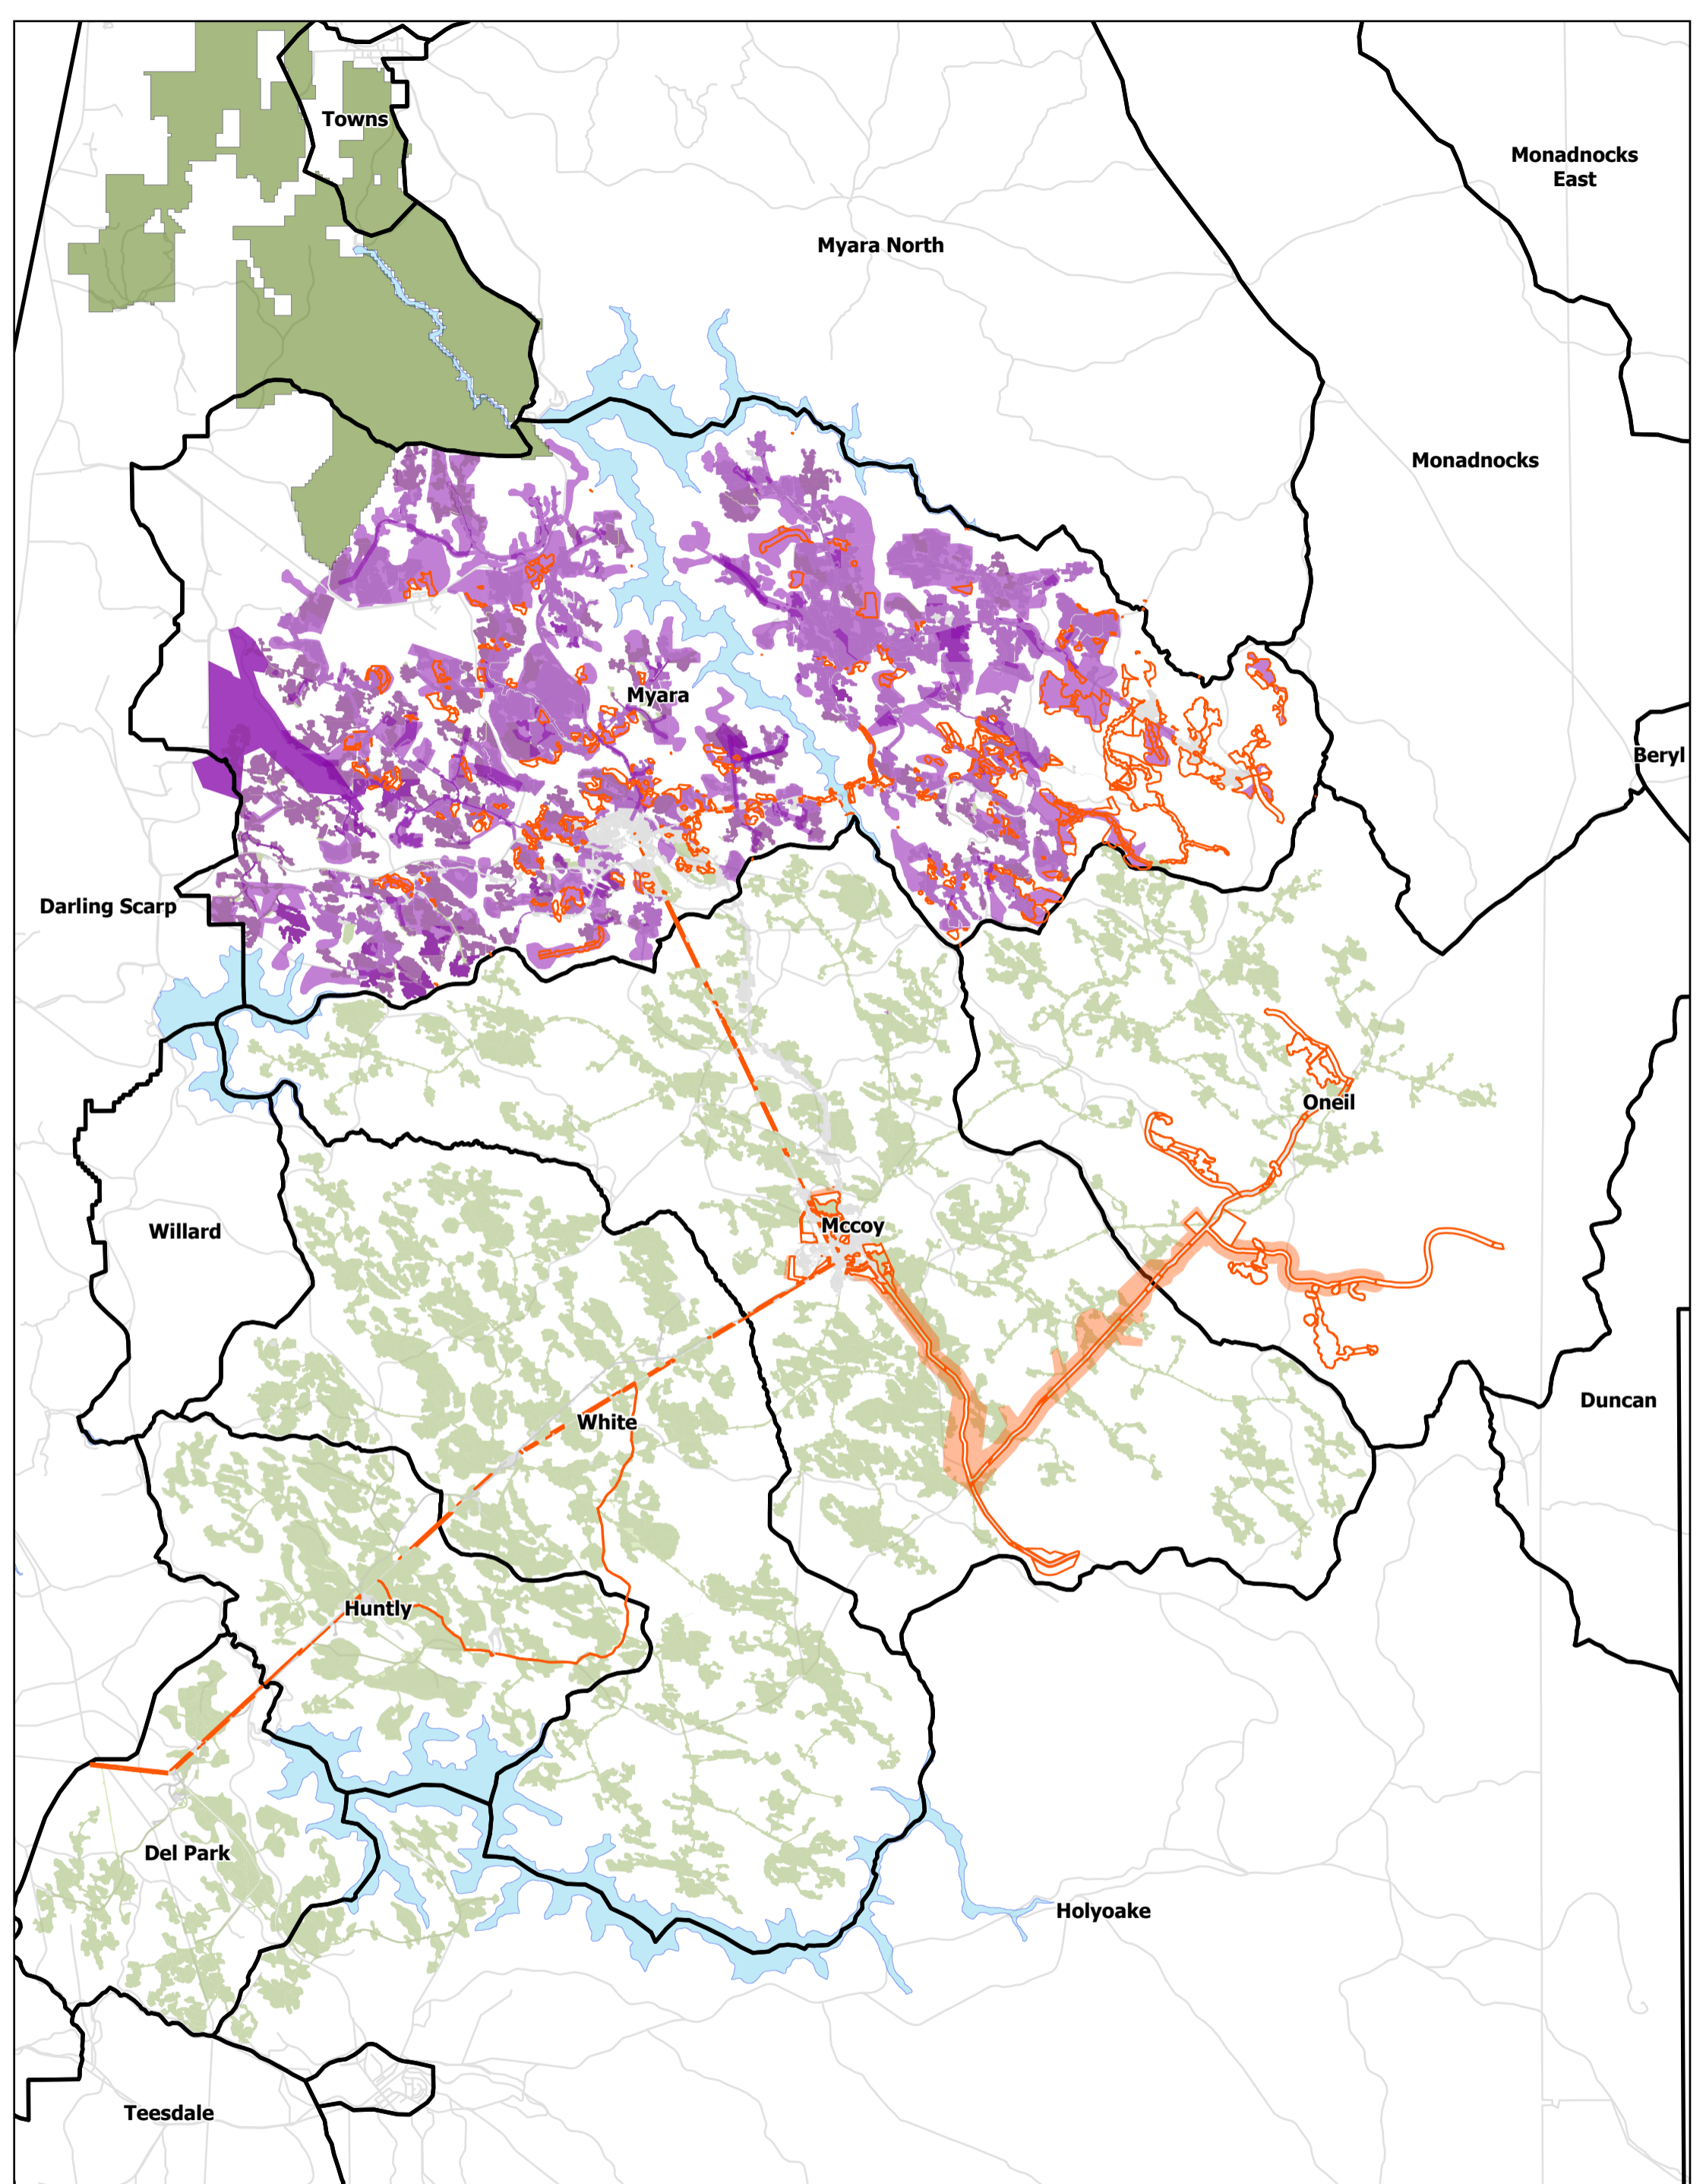 Towns
Monadnocks
East
Myara North
Monadnocks
Myara
Beryl
Darling Scarp
Oneil
Mccoy
Willard
Duncan
White
Huntly
Del Park
Holyoake
Teesdale